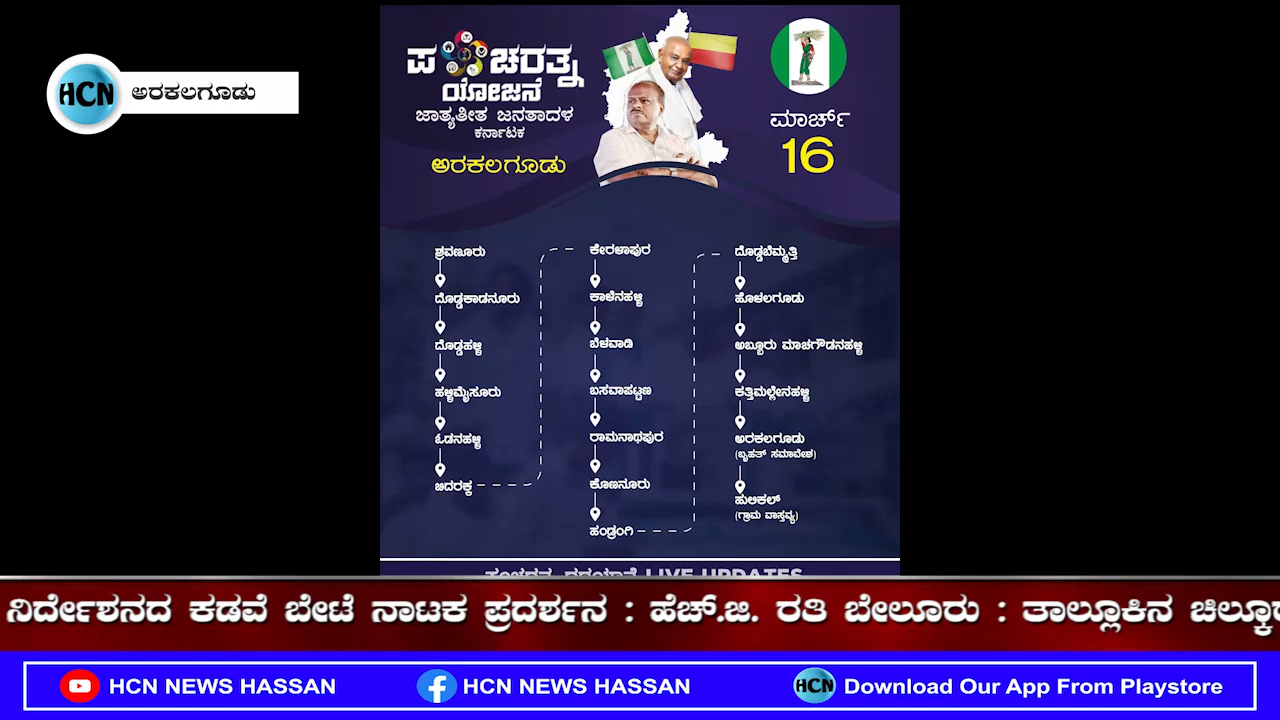 HCN ಅರಕಲಗೂಡು
ಪಂಚರತ್ನ
ಯೋಜನೆ
ಜಾತ್ಯತೀತ ಜನತಾದಳ
ಕರ್ನಾಟಕ
ಅರಕಲಗೂಡು
ಮಾರ್ಚ್
16
ಶ್ರವಣೂರು
ದೊಡ್ಡಕಾಡನೂರು
ದೊಡ್ಡಹಳ್ಳಿ
ಹಳ್ಳಿಮೈಸೂರು
ಓಡನಹಳ್ಳಿ
ಬಿದರಕ್ಕ
ಕೇರಳಾಪುರ
ಕಾಳೆನಹಳ್ಳಿ
ಬೆಳವಾಡಿ
ಬಸವಾಪಟ್ಟಣ
ರಾಮನಾಥಪುರ
ಕೊಣನೂರು
ಹಂಡ್ರಂಗಿ
ದೊಡ್ಡಬೆಮ್ಮತ್ತಿ
ಹೊಳಲಗೂಡು
ಅಬ್ಬೂರು ಮಾಚಗೌಡನಹಳ್ಳಿ
ಕತ್ತಿಮಲ್ಲೇನಹಳ್ಳಿ
ಅರಕಲಗೂಡು
(ಬೃಹತ್ ಸಮಾವೇಶ)
ಹುಲಿಕಲ್
(ಗ್ರಾಮ ವಾಸ್ತವ್ಯ)
LIVE UPDATES
ನಿರ್ದೇಶನದ ಕಡವೆ ಬೇಟೆ ನಾಟಕ ಪ್ರದರ್ಶನ : ಹೆಚ್.ಜಿ. ರತಿ ಬೇಲೂರು : ತಾಲ್ಲೂಕಿನ
HCN NEWS HASSAN
HCN NEWS HASSAN
HCN Download Our App From Playstore